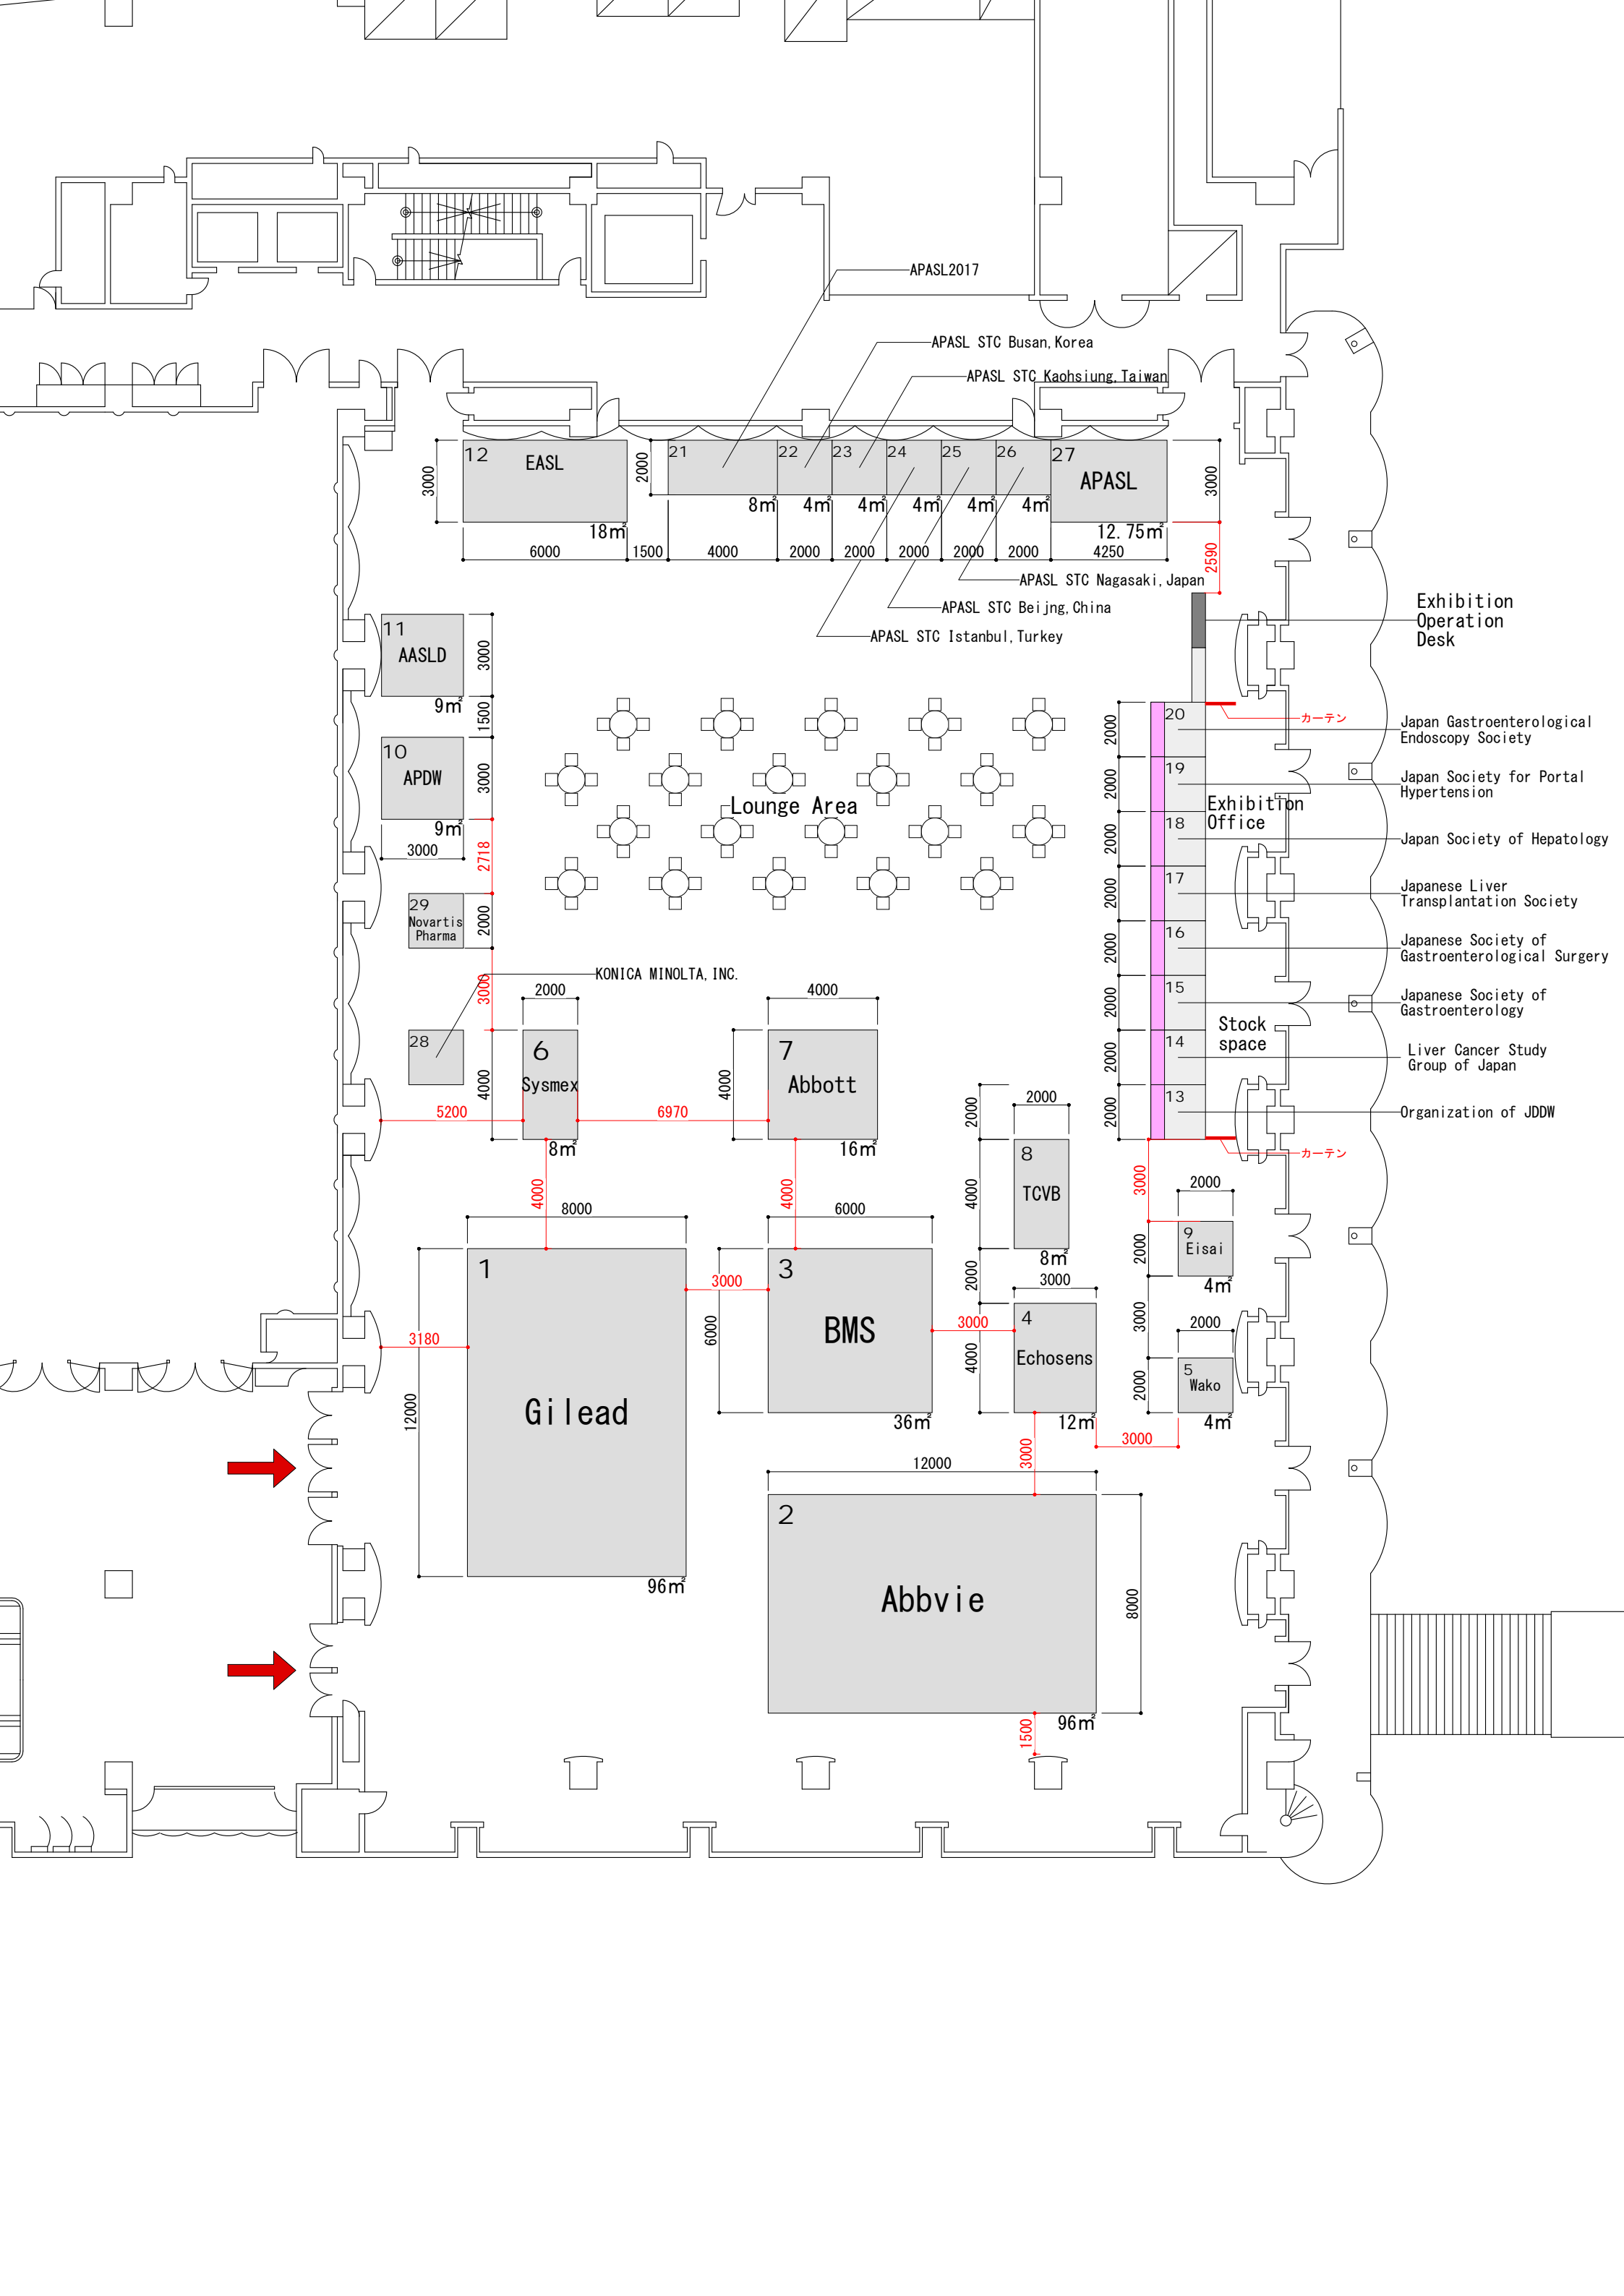 APASL2017
APASL STC Busan,Korea
APASL STC Kaohsiung,Taiwan
12
EASL
3000
18㎡
21
22
23
24
25
26
27
APASL
2000
3000
8㎡
4㎡
4㎡
4㎡
4㎡
4㎡
12.75㎡
6000
1500
4000
2000
2000
2000
2000
2000
4250
2590
APASL STC Nagasaki,Japan
APASL STC Beijng,China
APASL STC Istanbul,Turkey
Exhibition
Operation
Desk
11
AASLD
3000
9㎡
1500
10
APDW
3000
9㎡
3000
2718
29
Novartis
Pharma
2000
3000
KONICA MINOLTA,INC.
28
Lounge Area
カーテン
20
2000
Japan Gastroenterological
Endoscopy Society
19
2000
Japan Society for Portal
Hypertension
Exhibition
Office
18
2000
Japan Society of Hepatology
17
2000
Japanese Liver
Transplantation Society
16
2000
Japanese Society of
Gastroenterological Surgery
15
2000
Japanese Society of
Gastroenterology
Stock
space
14
2000
Liver Cancer Study
Group of Japan
13
2000
Organization of JDDW
カーテン
2000
6
Sysmex
4000
8㎡
5200
6970
4000
7
Abbott
4000
16㎡
4000
4000
2000
2000
8
TCVB
4000
8㎡
2000
3000
2000
9
Eisai
2000
4㎡
3000
8000
1
Gilead
12000
96㎡
3180
3000
6000
3
BMS
6000
36㎡
3000
3000
4
Echosens
4000
12㎡
2000
5
Wako
2000
4㎡
3000
3000
12000
2
Abbvie
8000
96㎡
1500